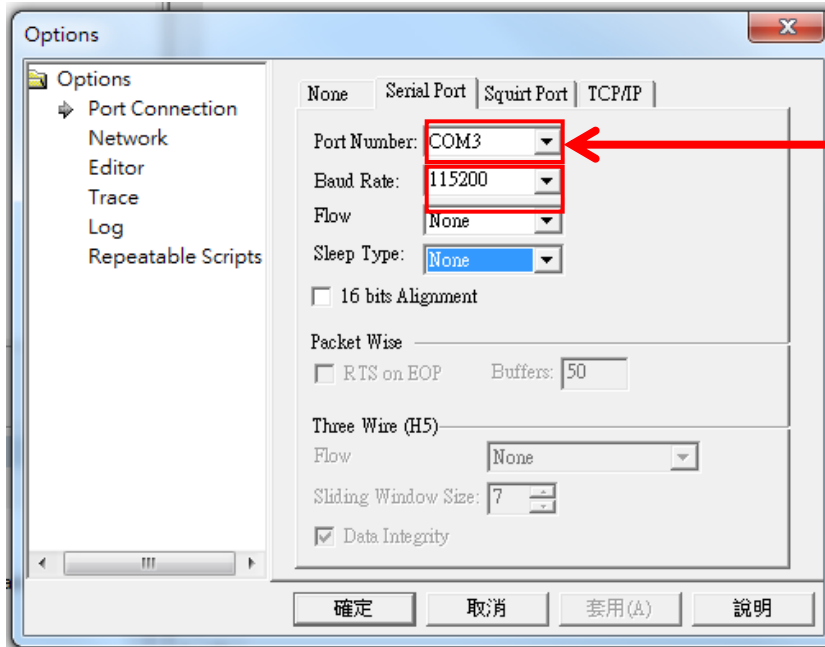 Options
Options
Port Connection
Network
Editor
Trace
Log
Repeatable Scripts
None Serial Port Squirt Port TCP/IP
Port Number: COM3
Baud Rate: 115200
Flow None
Sleep Type: None
16 bits Alignment
Packet Wise
RTS on EOP Buffers: 50
Three Wire (H5)
Flow None
Sliding Window Size: 7
Data Integrity
確定 取消 套用(A) 說明